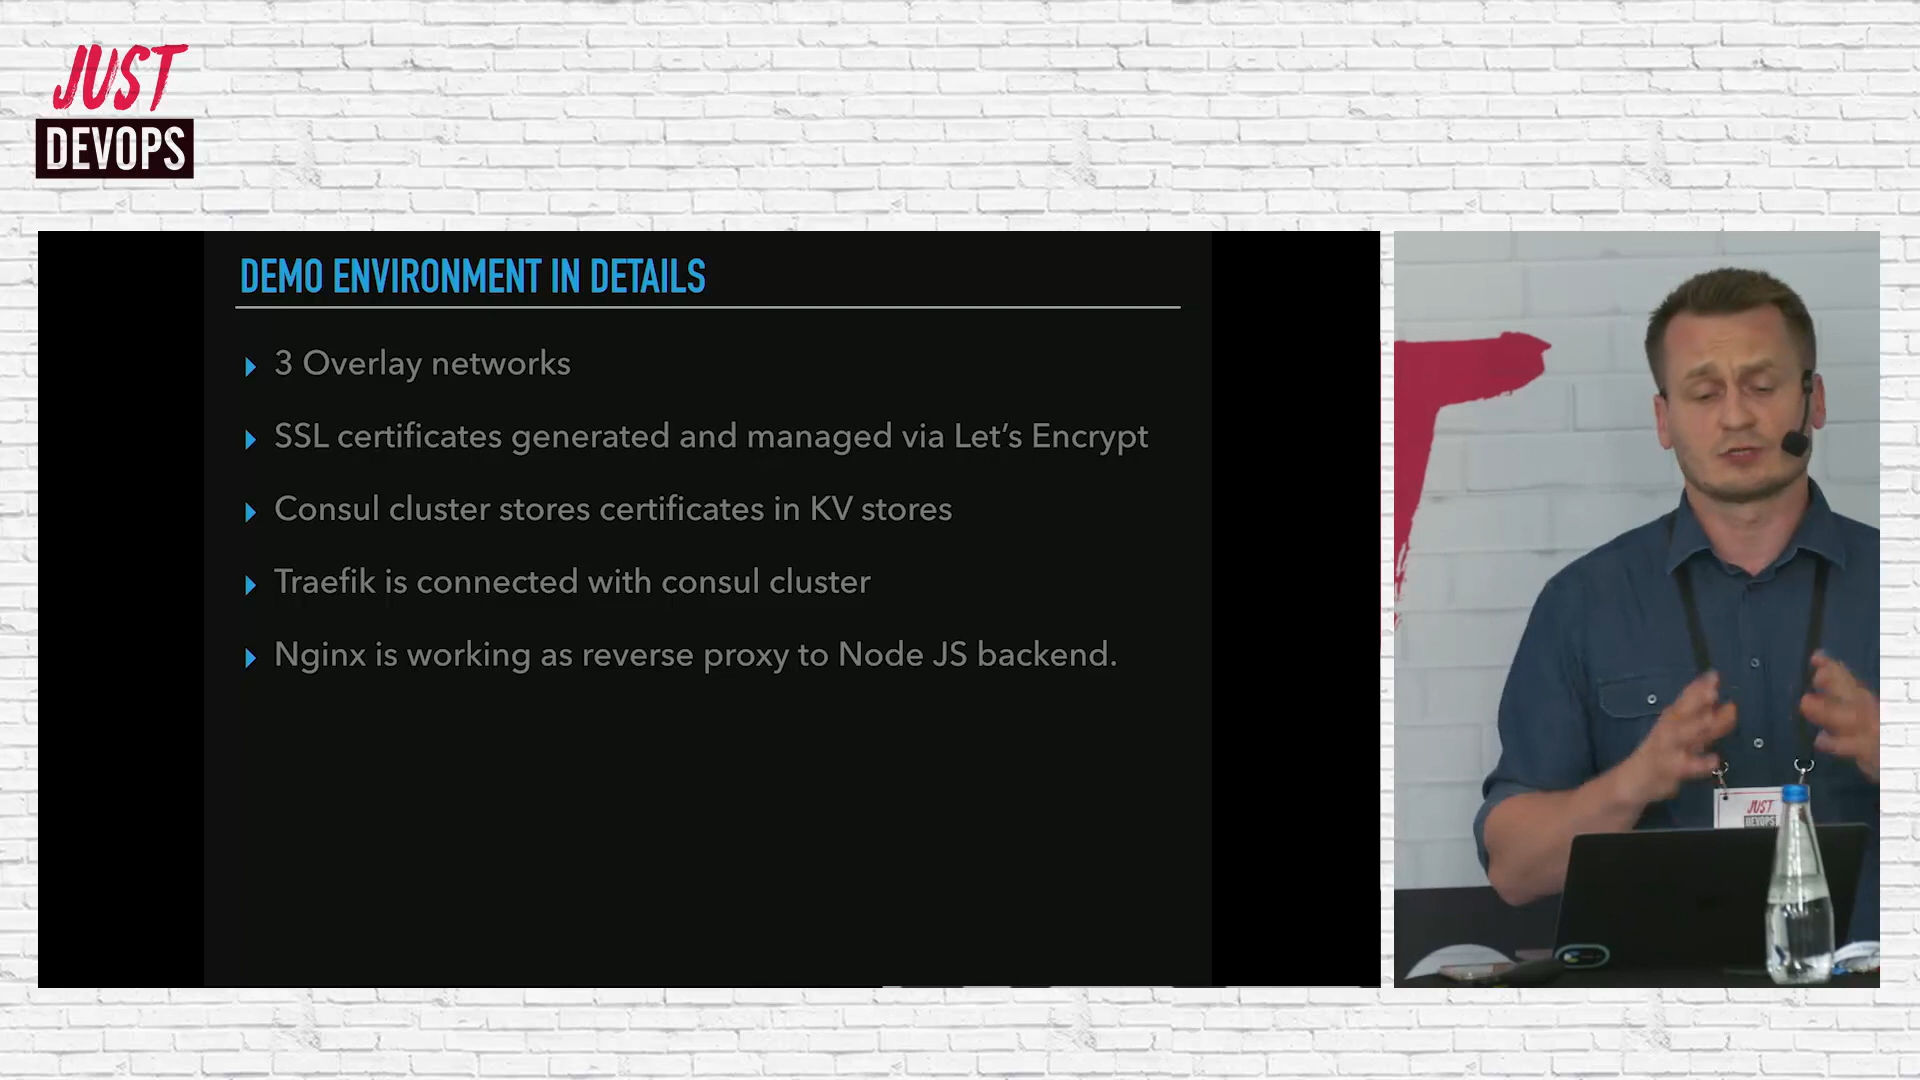 JUST
DEVOPS
DEMO ENVIRONMENT IN DETAILS
3 Overlay networks
SSL certificates generated and managed via Let’s Encrypt
Consul cluster stores certificates in KV stores
Traefik is connected with consul cluster
Nginx is working as reverse proxy to Node JS backend.
JUST
DEVOPS